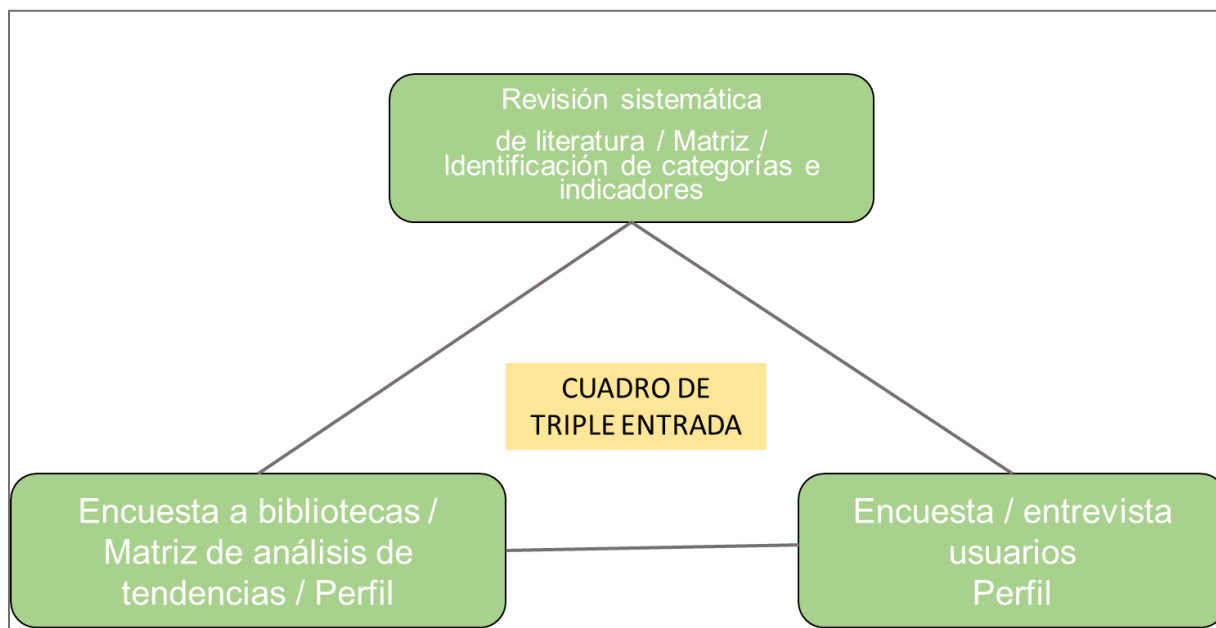 Revisión sistemática
de literatura / Matriz /
Identificación de categorías e
indicadores
CUADRO DE
TRIPLE ENTRADA
Encuesta a bibliotecas /
Matriz de análisis de
tendencias / Perfil
Encuesta / entrevista
usuarios
Perfil